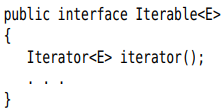 public interface Iterable<E>
{
Iterator<E> iterator();
. . .
}